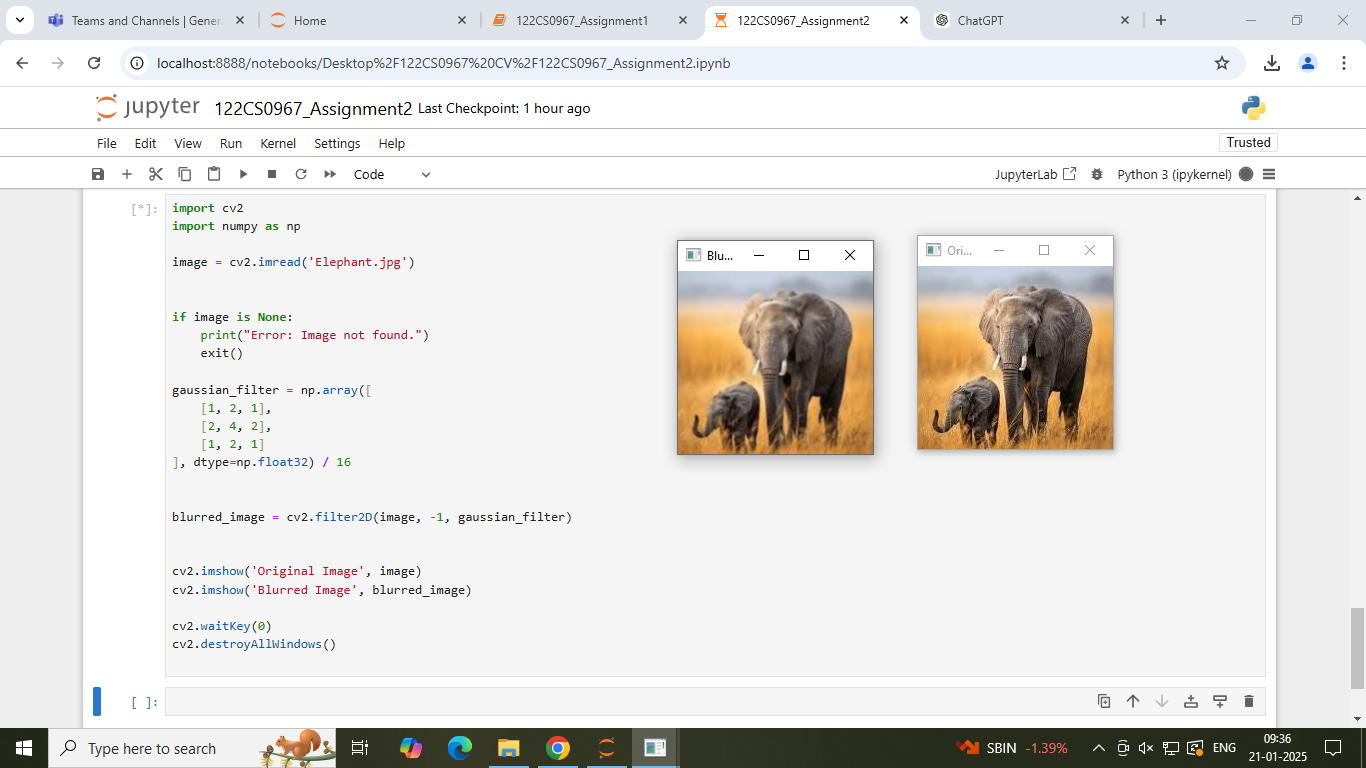 Teams and Channels | Gener
Home
122CS0967_Assignment1
122CS0967_Assignment2
ChatGPT
localhost:8888/notebooks/Desktop%2F122CS0967%20CV%2F122CS0967_Assignment2.ipynb
jupyter 122CS0967_Assignment2 Last Checkpoint: 1 hour ago
File Edit View Run Kernel Settings Help
Trusted
Code
JupyterLab
Python 3 (ipykernel)
[*]:
import cv2
import numpy as np
image = cv2.imread('Elephant.jpg')
if image is None:
    print("Error: Image not found.")
    exit()
gaussian_filter = np.array([
    [1, 2, 1],
    [2, 4, 2],
    [1, 2, 1]
], dtype=np.float32) / 16
blurred_image = cv2.filter2D(image, -1, gaussian_filter)
cv2.imshow('Original Image', image)
cv2.imshow('Blurred Image', blurred_image)
cv2.waitKey(0)
cv2.destroyAllWindows()
Blu...
Ori...
[ ]:
Type here to search
SBIN -1.39%
ENG
09:36
21-01-2025